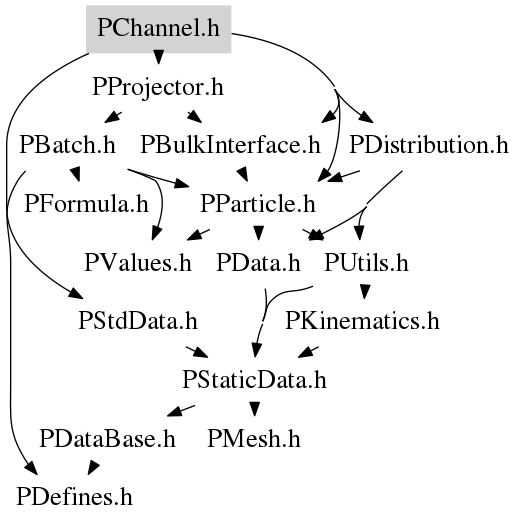 PChannel.h
PProjector.h
PBatch.h
PBulkInterface.h
PDistribution.h
PFormula.h
PParticle.h
PValues.h
PData.h
PUtils.h
PStdData.h
PKinematics.h
PStaticData.h
PDataBase.h
PMesh.h
PDefines.h